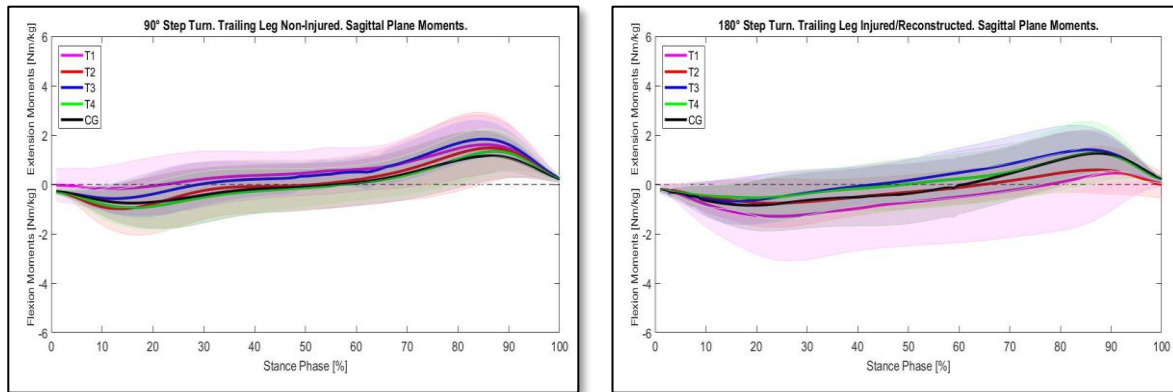 90° Step Turn. Trailing Leg Non-Injured. Sagittal Plane Moments.
Flexion Moments [Nm/kg] Extension Moments [Nm/kg]
6
4
2
0
-2
-4
-6
T1
T2
T3
T4
CG
0 10 20 30 40 50 60 70 80 90 100
Stance Phase [%]
180° Step Turn. Trailing Leg Injured/Reconstructed. Sagittal Plane Moments.
Flexion Moments [Nm/kg] Extension Moments [Nm/kg]
6
4
2
0
-2
-4
-6
T1
T2
T3
T4
CG
0 10 20 30 40 50 60 70 80 90 100
Stance Phase [%]